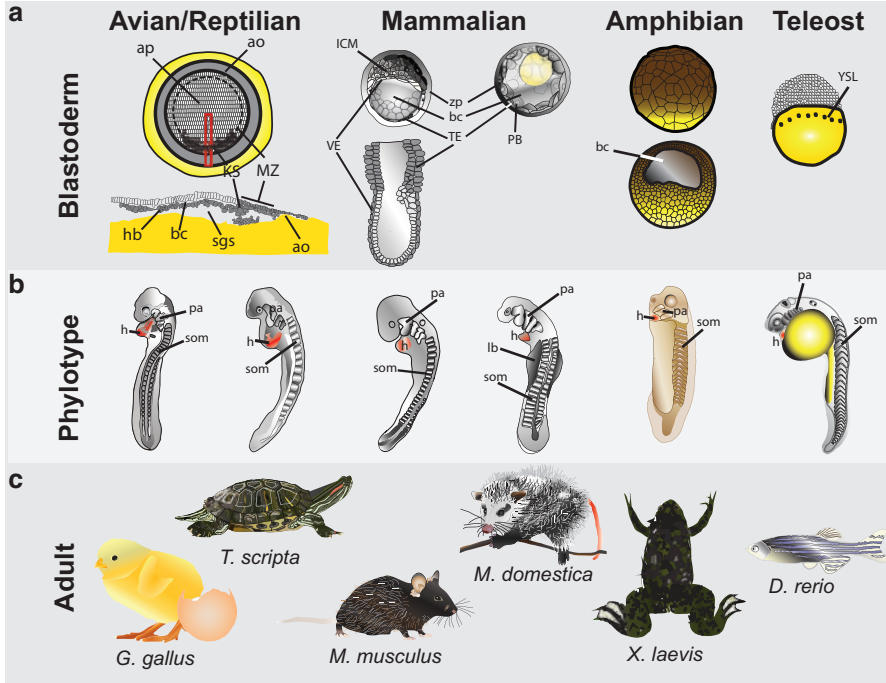 a
Avian/Reptilian
Mammalian
Amphibian
Teleost
Blastoderm
ap
ao
KS
MZ
hb
bc
sgs
ao
ICM
VE
zp
bc
TE
PB
bc
YSL
b
Phylotype
h
pa
som
pa
h
som
pa
h
som
pa
h
lb
som
pa
h
som
pa
h
som
c
Adult
G. gallus
T. scripta
M. musculus
M. domestica
X. laevis
D. rerio